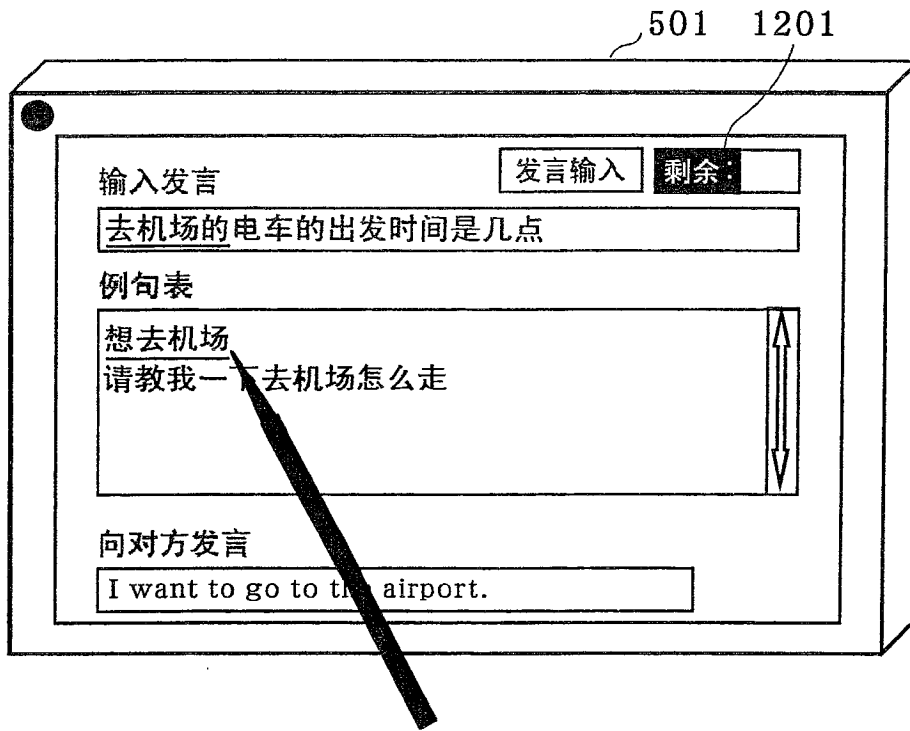 501 1201
发言输入 剩余：
输入发言
去机场的电车的出发时间是几点
例句表
想去机场
请教我一下去机场怎么走
向对方发言
I want to go to the airport.